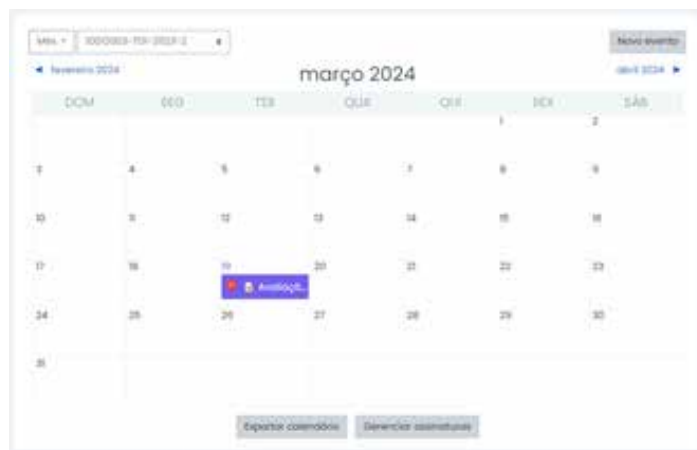 Mês
Novo evento
fevereiro 2024
março 2024
abril 2024
DOM SEG TER QUA QUI SEX SÁB
1 2
3 4 5 6 7 8 9
10 11 12 13 14 15 16
17 18 19 20 21 22 23
Avaliaçã...
24 25 26 27 28 29 30
31
Exportar calendário Gerenciar assinaturas